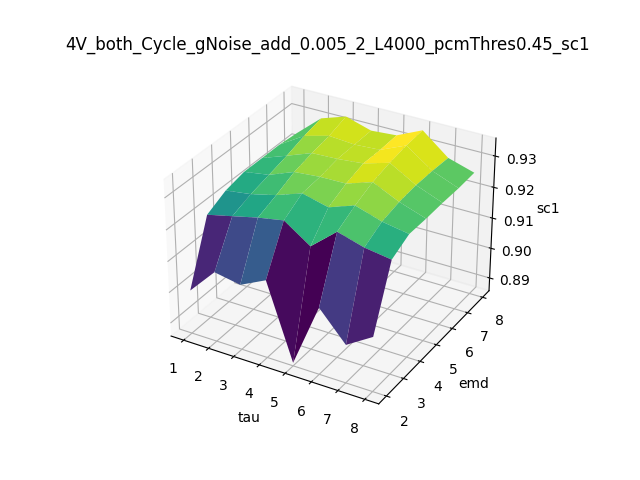 4V_both_Cycle_gNoise_add_0.005_2_L4000_pcmThres0.45_sc1
0.93
0.92
0.91
0.90
0.89
sc1
1 2 3 4 5 6 7 8
tau
2 3 4 5 6 7 8
emd